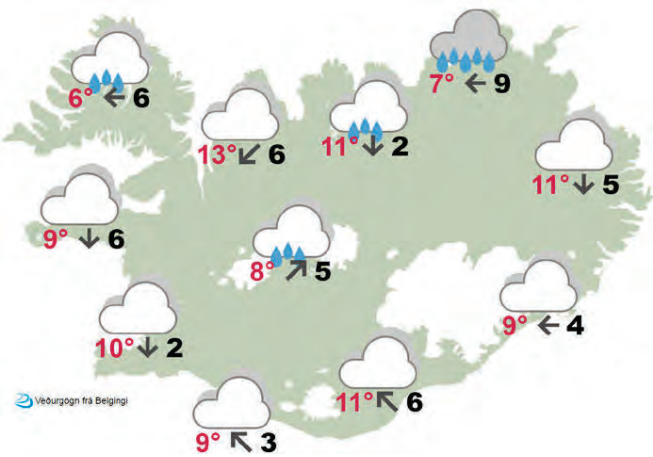 6° ← 6
7° ← 9
13° ↙ 6
11° ↓ 2
11° ↓ 5
9° ↓ 6
8° ↗ 5
9° ← 4
10° ↓ 2
11° ↖ 6
Veðurgögn frá Belgingi
9° ↖ 3